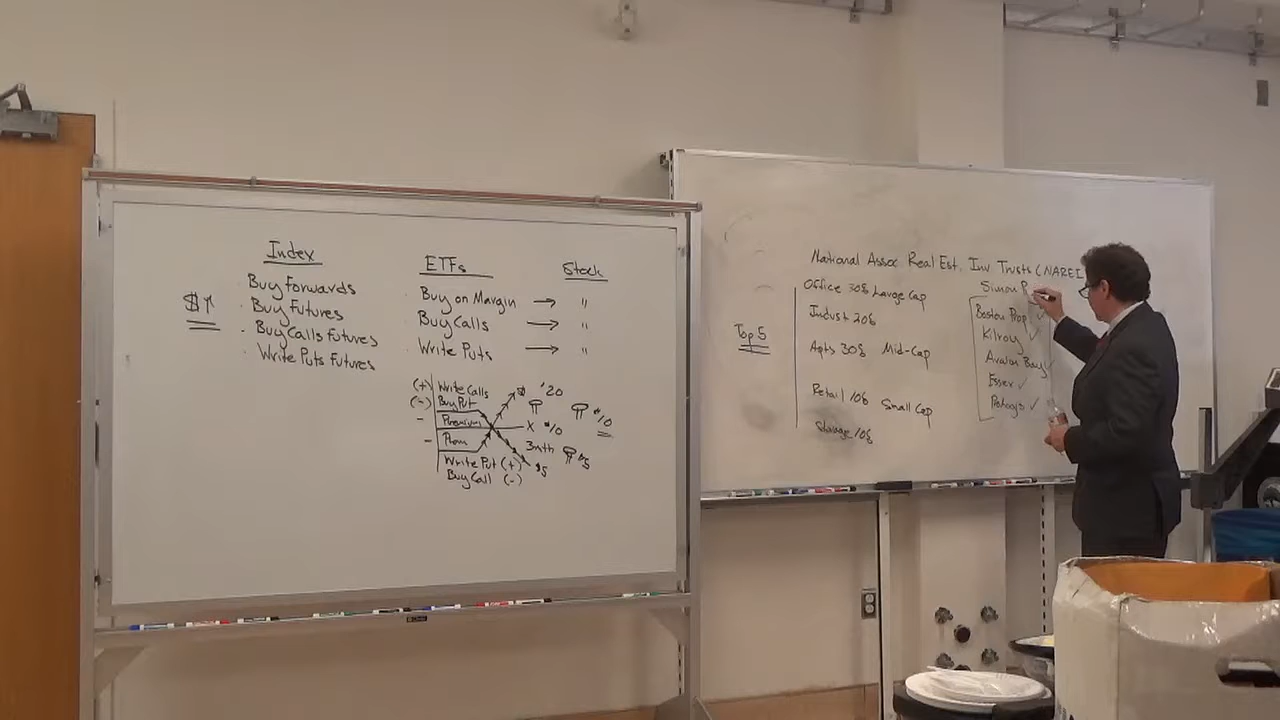 Index
$↑
Buy Forwards
Buy Futures
Buy Calls Futures
Write Puts Futures
ETFs
Buy on Margin →
Buy Calls →
Write Puts →
Stock
"
"
"
(+) Write Calls
(-) Buy Put
- Premium
- Prem
Write Put (+)
Buy Call (-)
$ '20
X $10
3mth
$5
$10
$5
National Assoc. Real Est. Inv Trusts (NAREI
Top 5
Office 30% Large Cap
Indust 20%
Apts 30% Mid-Cap
Retail 10% Small Cap
Storage 10%
Simon P
Boston Prop ✓
Kilroy ✓
Avalon Bay ✓
Essex ✓
Prologis ✓